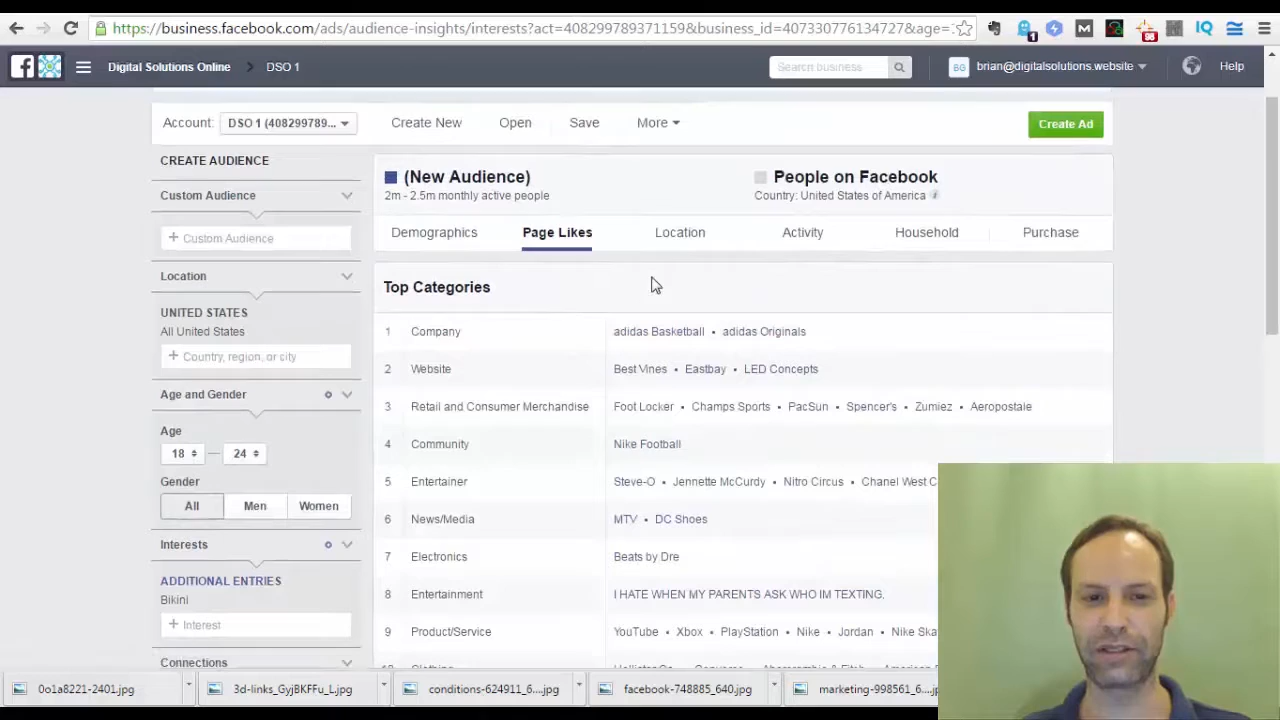 https://business.facebook.com/ads/audience-insights/interests?act=408299789371159&business_id=407330776134727&age=
Digital Solutions Online > DSO 1
Search business
BG brian@digitalsolutions.website
Help
Account: DSO 1 (408299789... Create New Open Save More Create Ad
CREATE AUDIENCE
Custom Audience
+ Custom Audience
Location
UNITED STATES
All United States
+ Country, region, or city
Age and Gender
Age
18 — 24
Gender
All Men Women
Interests
ADDITIONAL ENTRIES
Bikini
+ Interest
Connections
(New Audience)
2m - 2.5m monthly active people
People on Facebook
Country: United States of America
Demographics Page Likes Location Activity Household Purchase
Top Categories
1 Company adidas Basketball • adidas Originals
2 Website Best Vines • Eastbay • LED Concepts
3 Retail and Consumer Merchandise Foot Locker • Champs Sports • PacSun • Spencer's • Zumiez • Aeropostale
4 Community Nike Football
5 Entertainer Steve-O • Jennette McCurdy • Nitro Circus • Chanel West C
6 News/Media MTV • DC Shoes
7 Electronics Beats by Dre
8 Entertainment I HATE WHEN MY PARENTS ASK WHO IM TEXTING.
9 Product/Service YouTube • Xbox • PlayStation • Nike • Jordan • Nike Ska
0o1a8221-2401.jpg
3d-links_GyjBKFFu_L.jpg
conditions-624911_6....jpg
facebook-748885_640.jpg
marketing-998561_6...jp